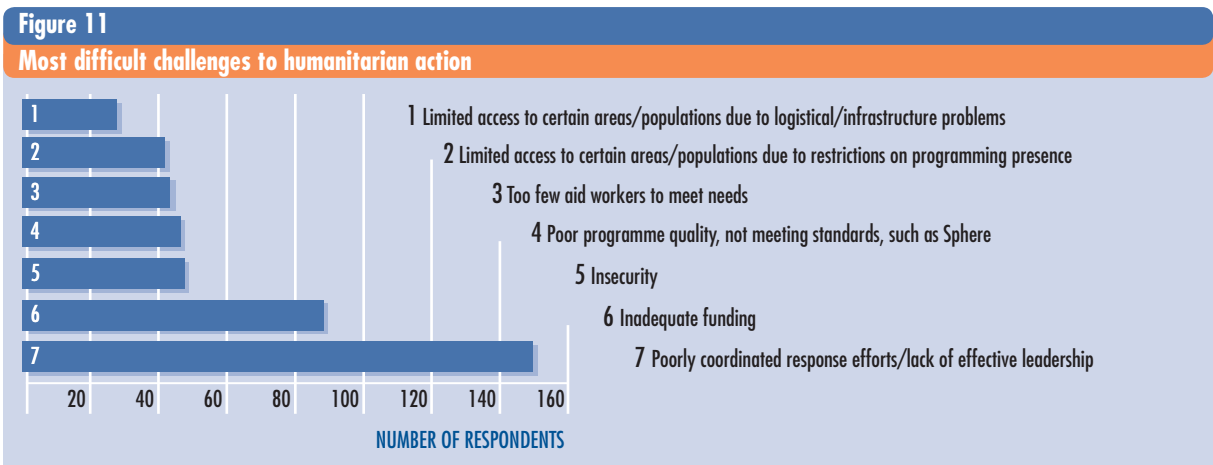 Figure 11
Most difficult challenges to humanitarian action
1
1 Limited access to certain areas/populations due to logistical/infrastructure problems
2
2 Limited access to certain areas/populations due to restrictions on programming presence
3
3 Too few aid workers to meet needs
4
4 Poor programme quality, not meeting standards, such as Sphere
5
5 Insecurity
6
6 Inadequate funding
7
7 Poorly coordinated response efforts/lack of effective leadership
20 40 60 80 100 120 140 160
NUMBER OF RESPONDENTS